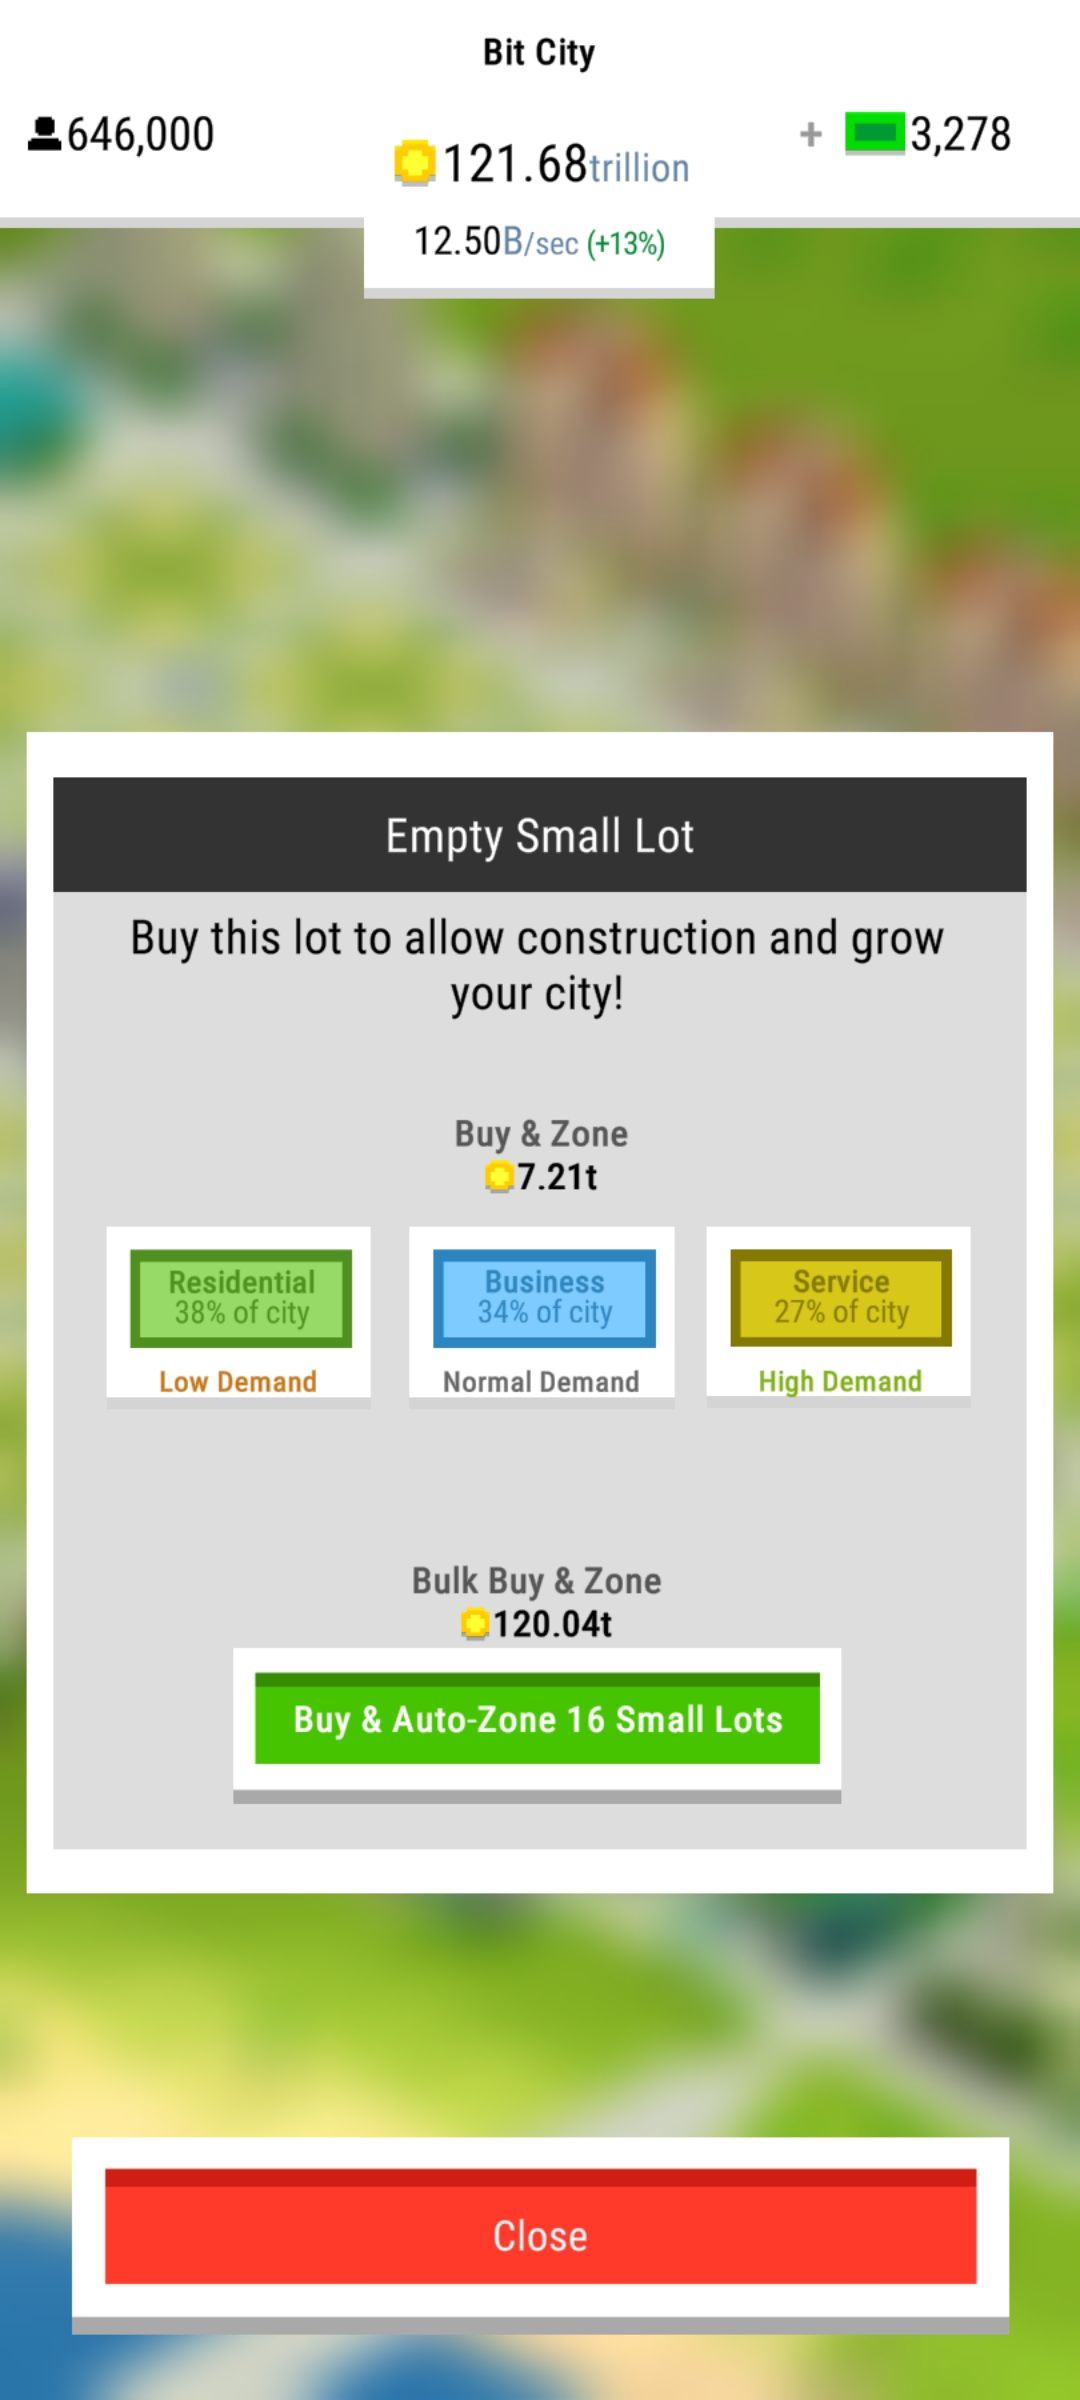 Bit City
646,000
121.68trillion
+ 3,278
12.50B/sec (+13%)
Empty Small Lot
Buy this lot to allow construction and grow
your city!
Buy & Zone
7.21t
Residential
38% of city
Low Demand
Business
34% of city
Normal Demand
Service
27% of city
High Demand
Bulk Buy & Zone
120.04t
Buy & Auto-Zone 16 Small Lots
Close